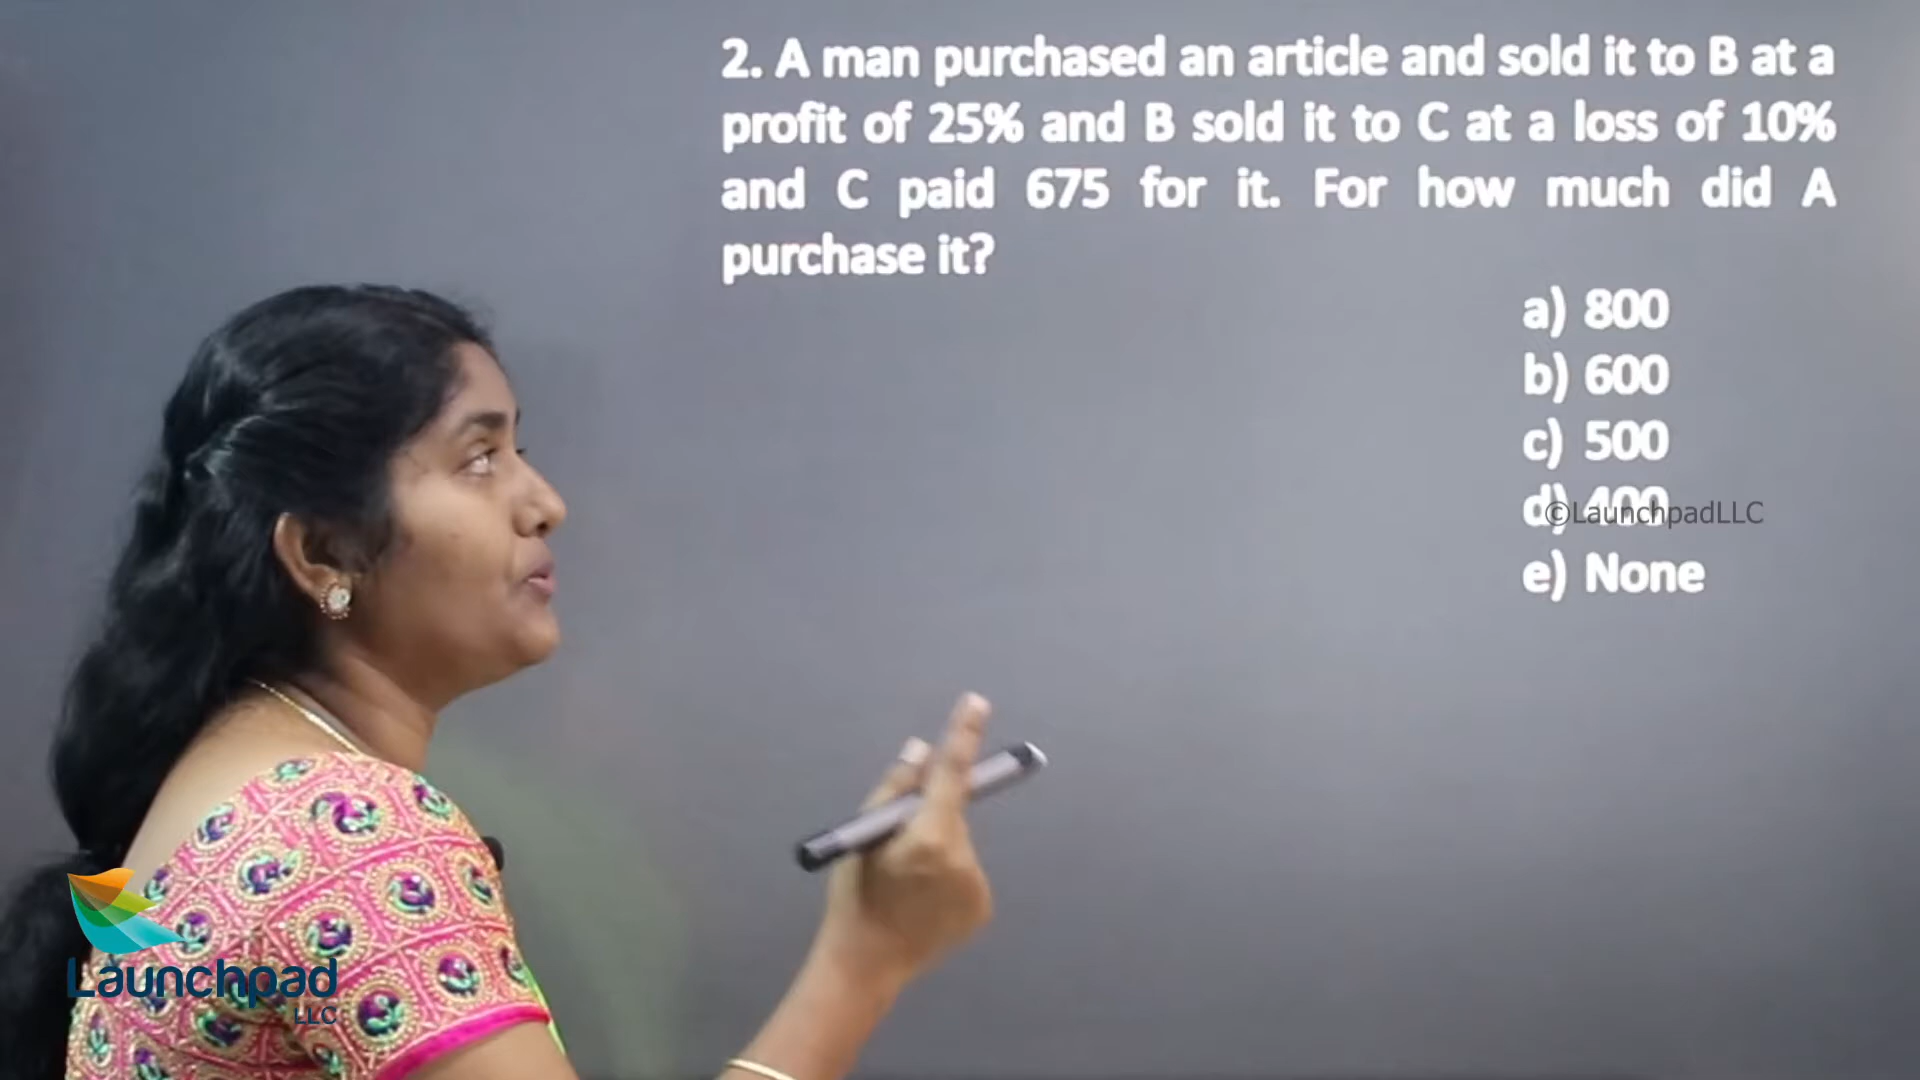 2. A man purchased an article and sold it to B at a
profit of 25% and B sold it to C at a loss of 10%
and C paid 675 for it. For how much did A
purchase it?
a) 800
b) 600
c) 500
d) 400
©LaunchpadLLC
e) None
Launchpad
LLC